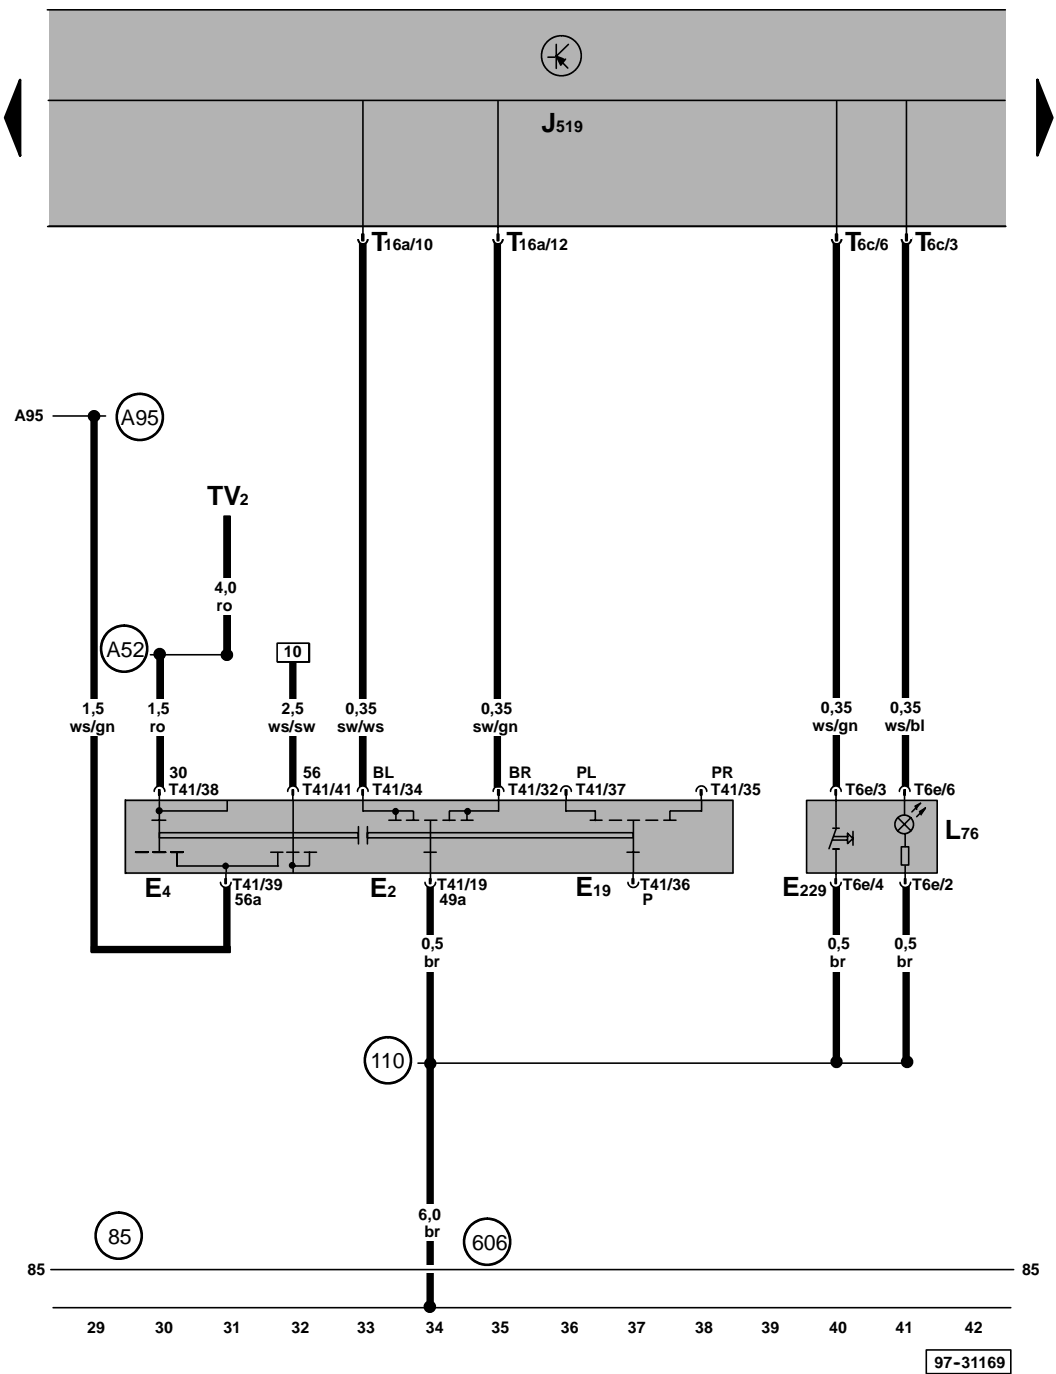 J519
T16a/10 T16a/12 T6c/6 T6c/3
A95 A95
TV2
4,0
ro
A52
10
1,5 1,5 2,5 0,35 0,35 0,35 0,35
ws/gn ro ws/sw sw/ws sw/gn ws/gn ws/bl
30 56 BL BR PL PR
T41/38 T41/41 T41/34 T41/32 T41/37 T41/35 T6e/3 T6e/6
L76
E4 T41/39 E2 T41/19 E19 T41/36 E229 T6e/4 T6e/2
56a 49a P
0,5 0,5 0,5
br br br
110
6,0
br
85 606
85 85
29 30 31 32 33 34 35 36 37 38 39 40 41 42
97-31169